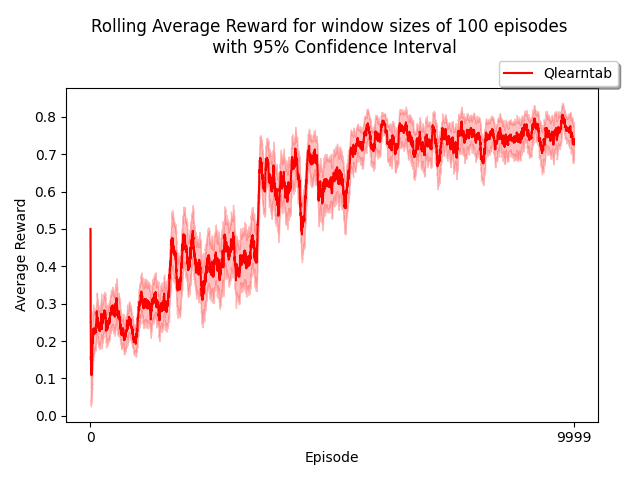 Rolling Average Reward for window sizes of 100 episodes
with 95% Confidence Interval
Qlearntab
Average Reward
0.8
0.7
0.6
0.5
0.4
0.3
0.2
0.1
0.0
0
9999
Episode